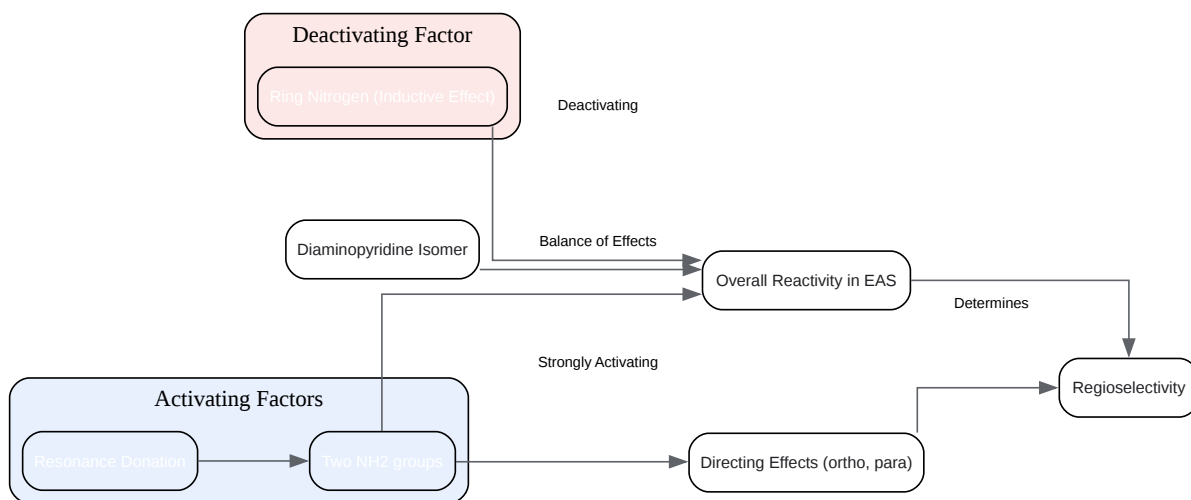 Deactivating Factor
Ring Nitrogen (Inductive Effect)
Deactivating
Diaminopyridine Isomer
Balance of Effects
Overall Reactivity in EAS
Determines
Strongly Activating
Regioselectivity
Activating Factors
Resonance Donation
Two NH2 groups
Directing Effects (ortho, para)